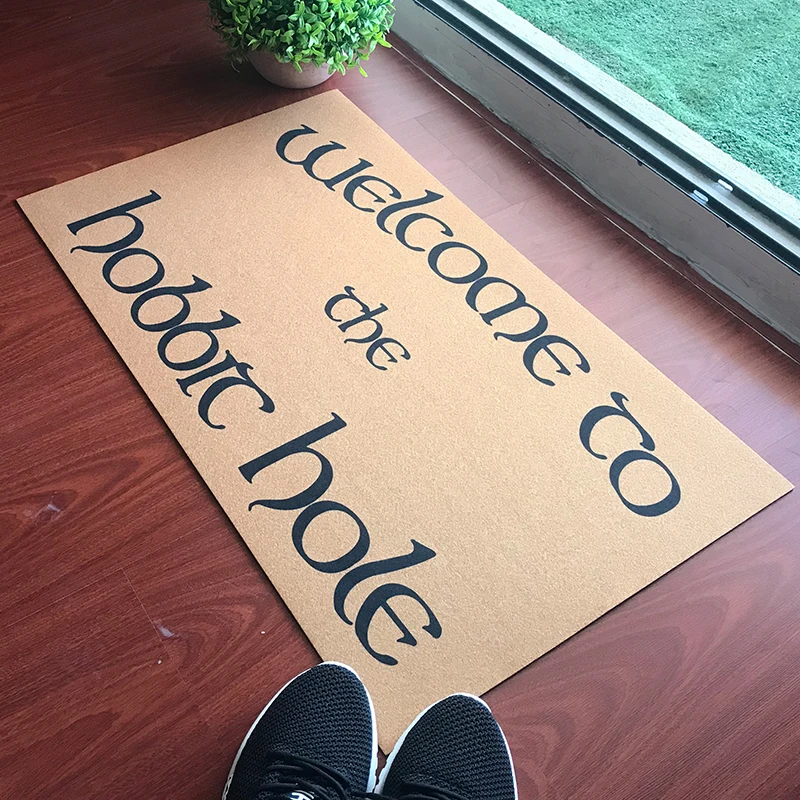 welcome to
the
hobbit hole